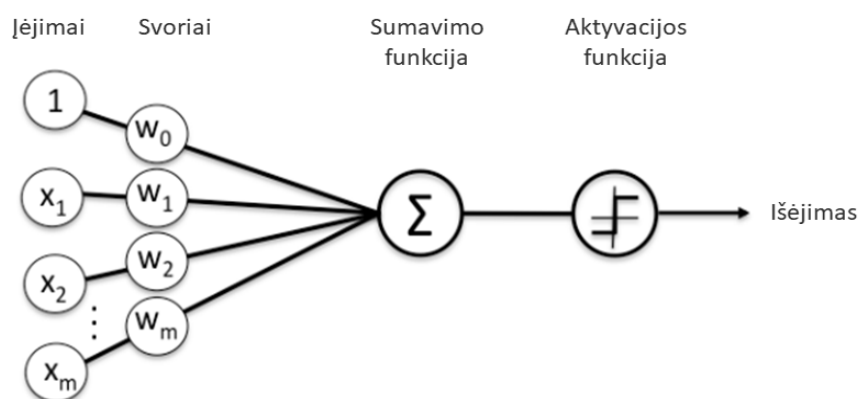 Įėjimai
Svoriai
Sumavimo
funkcija
Aktyvacijos
funkcija
1
w₀
x₁
w₁
x₂
w₂
⋮
xₘ
wₘ
Σ
Išėjimas